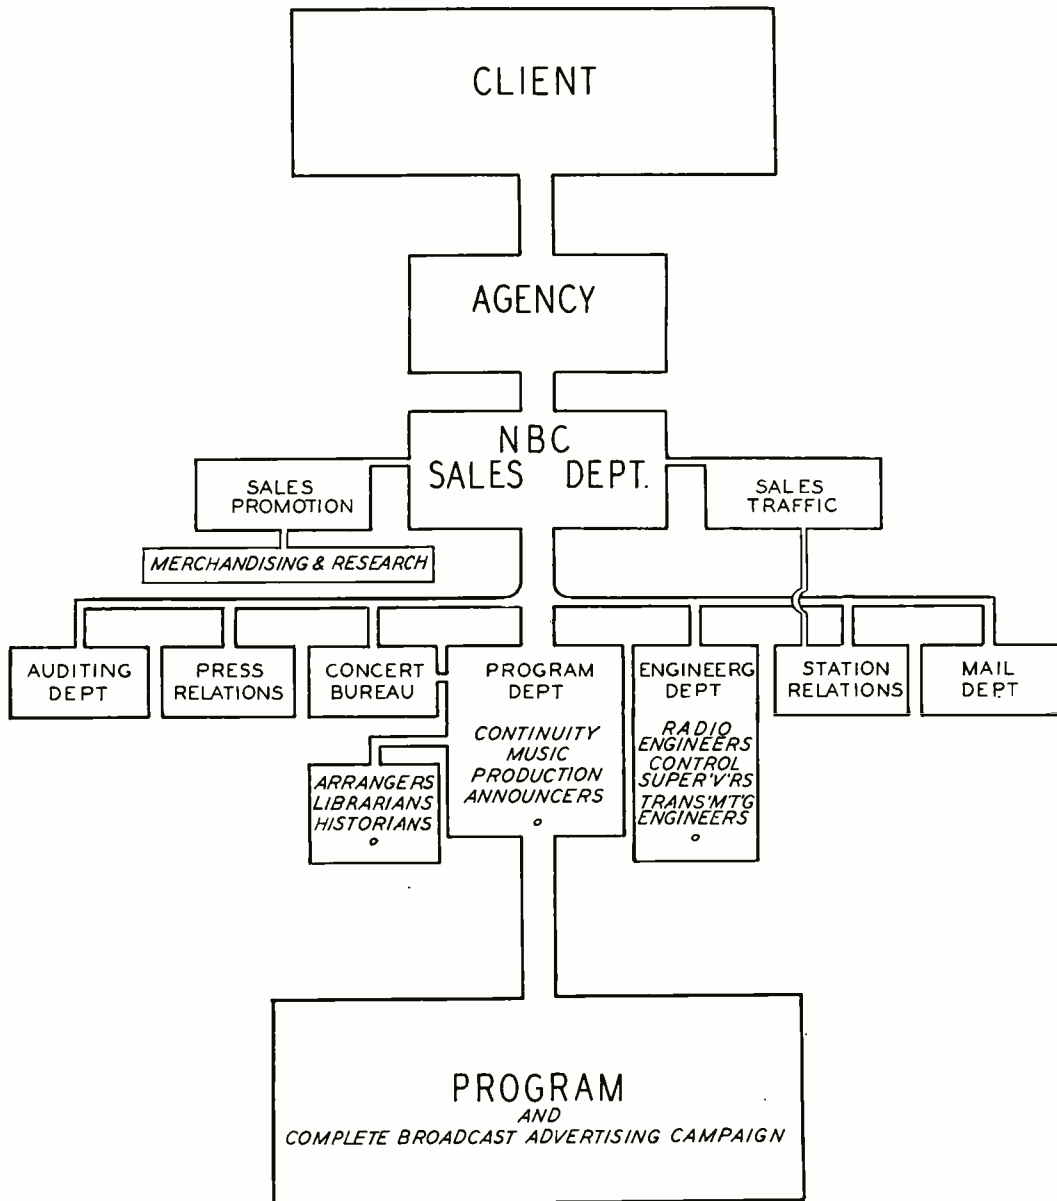 CLIENT
AGENCY
NBC
SALES DEPT.
SALES
PROMOTION
SALES
TRAFFIC
MERCHANDISING & RESEARCH
AUDITING
DEPT
PRESS
RELATIONS
CONCERT
BUREAU
PROGRAM
DEPT
CONTINUITY
MUSIC
PRODUCTION
ANNOUNCERS
ENGINEERG
DEPT
RADIO
ENGINEERS
CONTROL
SUPER'V'RS
TRANS'MT'G
ENGINEERS
STATION
RELATIONS
MAIL
DEPT.
ARRANGERS
LIBRARIANS
HISTORIANS
PROGRAM
AND
COMPLETE BROADCAST ADVERTISING CAMPAIGN